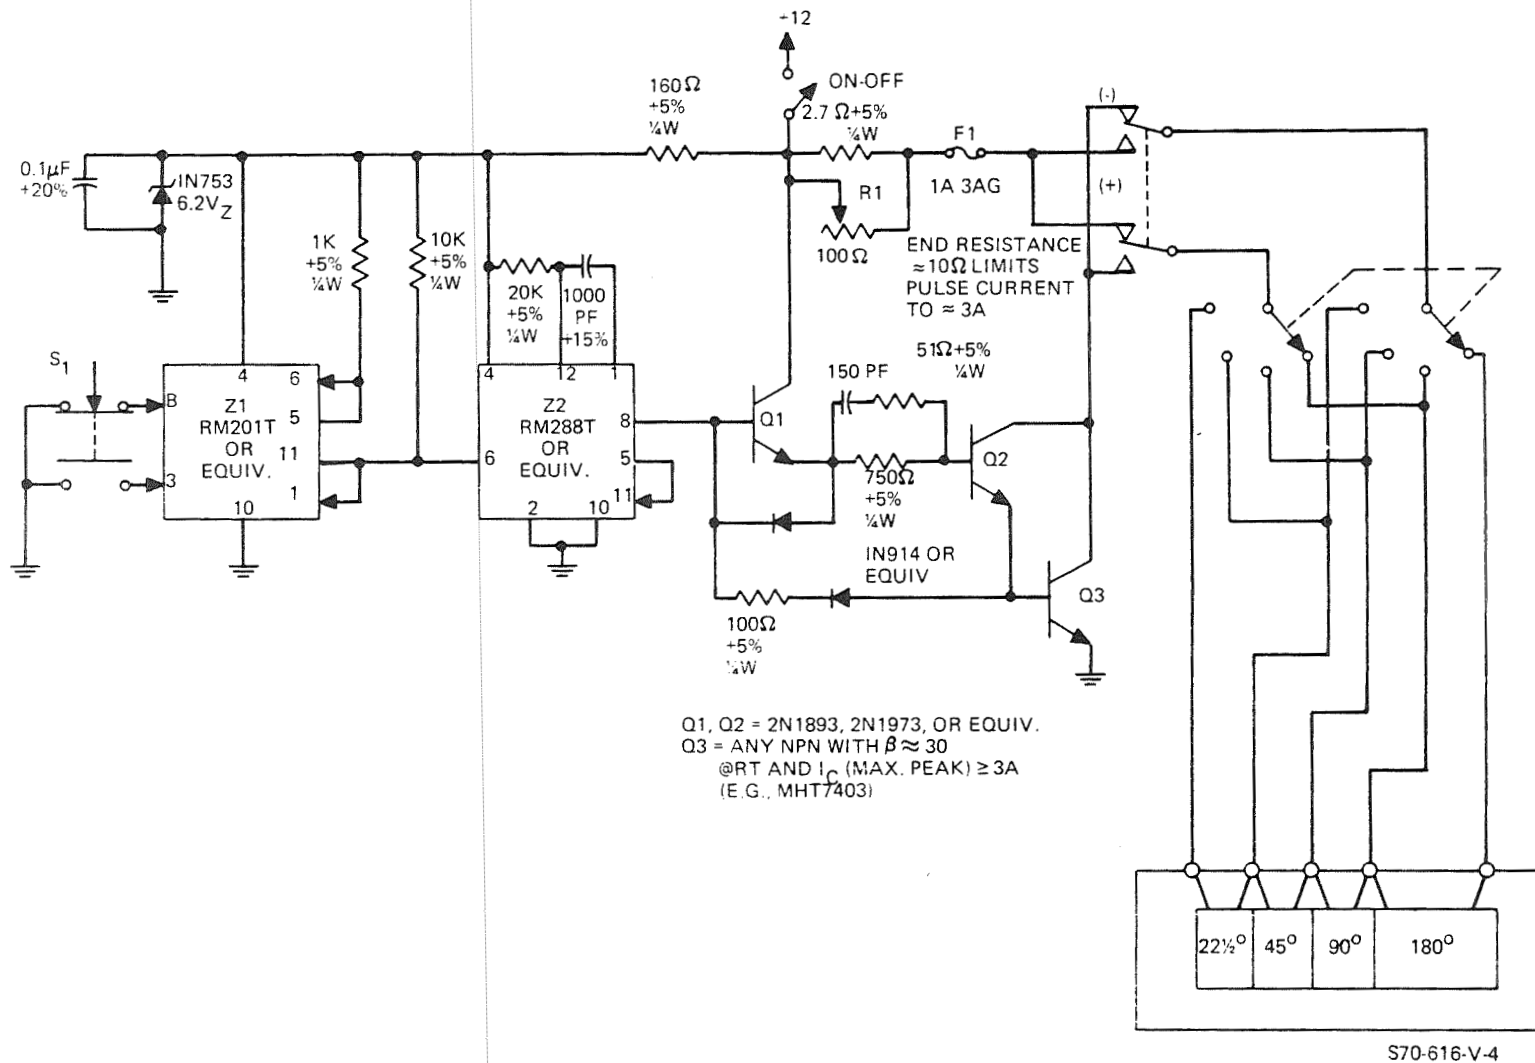 +12
ON-OFF
160Ω
+5%
¼W
2.7 Ω+5%
¼W
F1
1A 3AG
(-)
(+)
R1
100Ω
END RESISTANCE
≈10Ω LIMITS
PULSE CURRENT
TO ≈ 3A
0.1μF
+20%
IN753
6.2VZ
1K
+5%
¼W
10K
+5%
¼W
20K
+5%
¼W
1000
PF
+15%
S1
4
6
B
Z1
RM201T
OR
EQUIV.
5
11
3
1
10
4
12
1
Z2
RM288T
OR
EQUIV.
8
6
5
11
2
10
Q1
150 PF
51Ω+5%
¼W
750Ω
+5%
¼W
Q2
IN914 OR
EQUIV
Q3
100Ω
+5%
¼W
Q1, Q2 = 2N1893, 2N1973, OR EQUIV.
Q3 = ANY NPN WITH β ≈ 30
@RT AND IC (MAX. PEAK) ≥ 3A
(E.G., MHT7403)
22½° 45° 90° 180°
S70-616-V-4